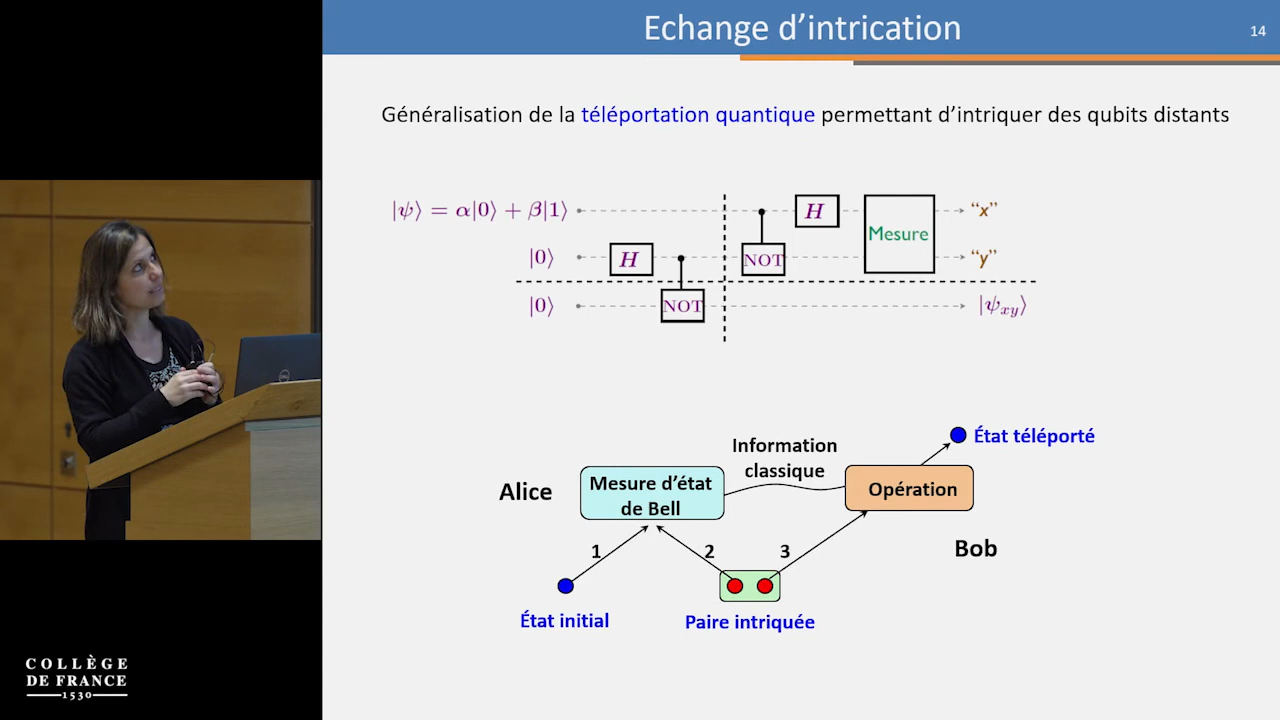 Echange d'intrication
14
Généralisation de la téléportation quantique permettant d'intriquer des qubits distants
|ψ⟩ = α|0⟩ + β|1⟩
H
Mesure
"x"
|0⟩
H
NOT
"y"
|0⟩
NOT
|ψxy⟩
État téléporté
Information
classique
Alice
Mesure d'état
de Bell
Opération
1
2
3
Bob
État initial
Paire intriquée
COLLÈGE
DE FRANCE
1530